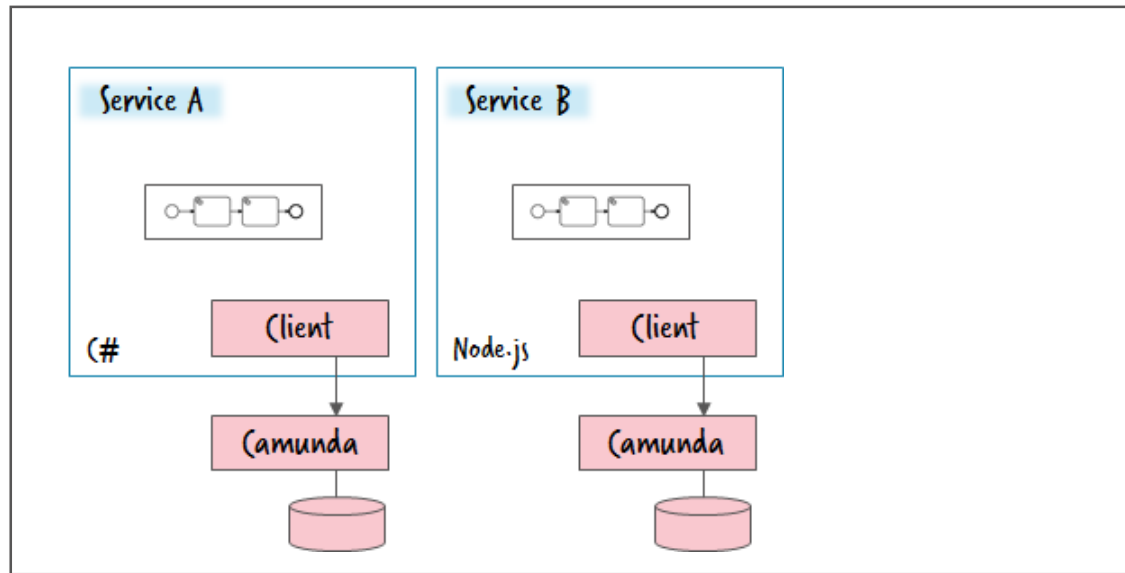 Service A
Service B
Client
Client
C#
Node.js
Camunda
Camunda